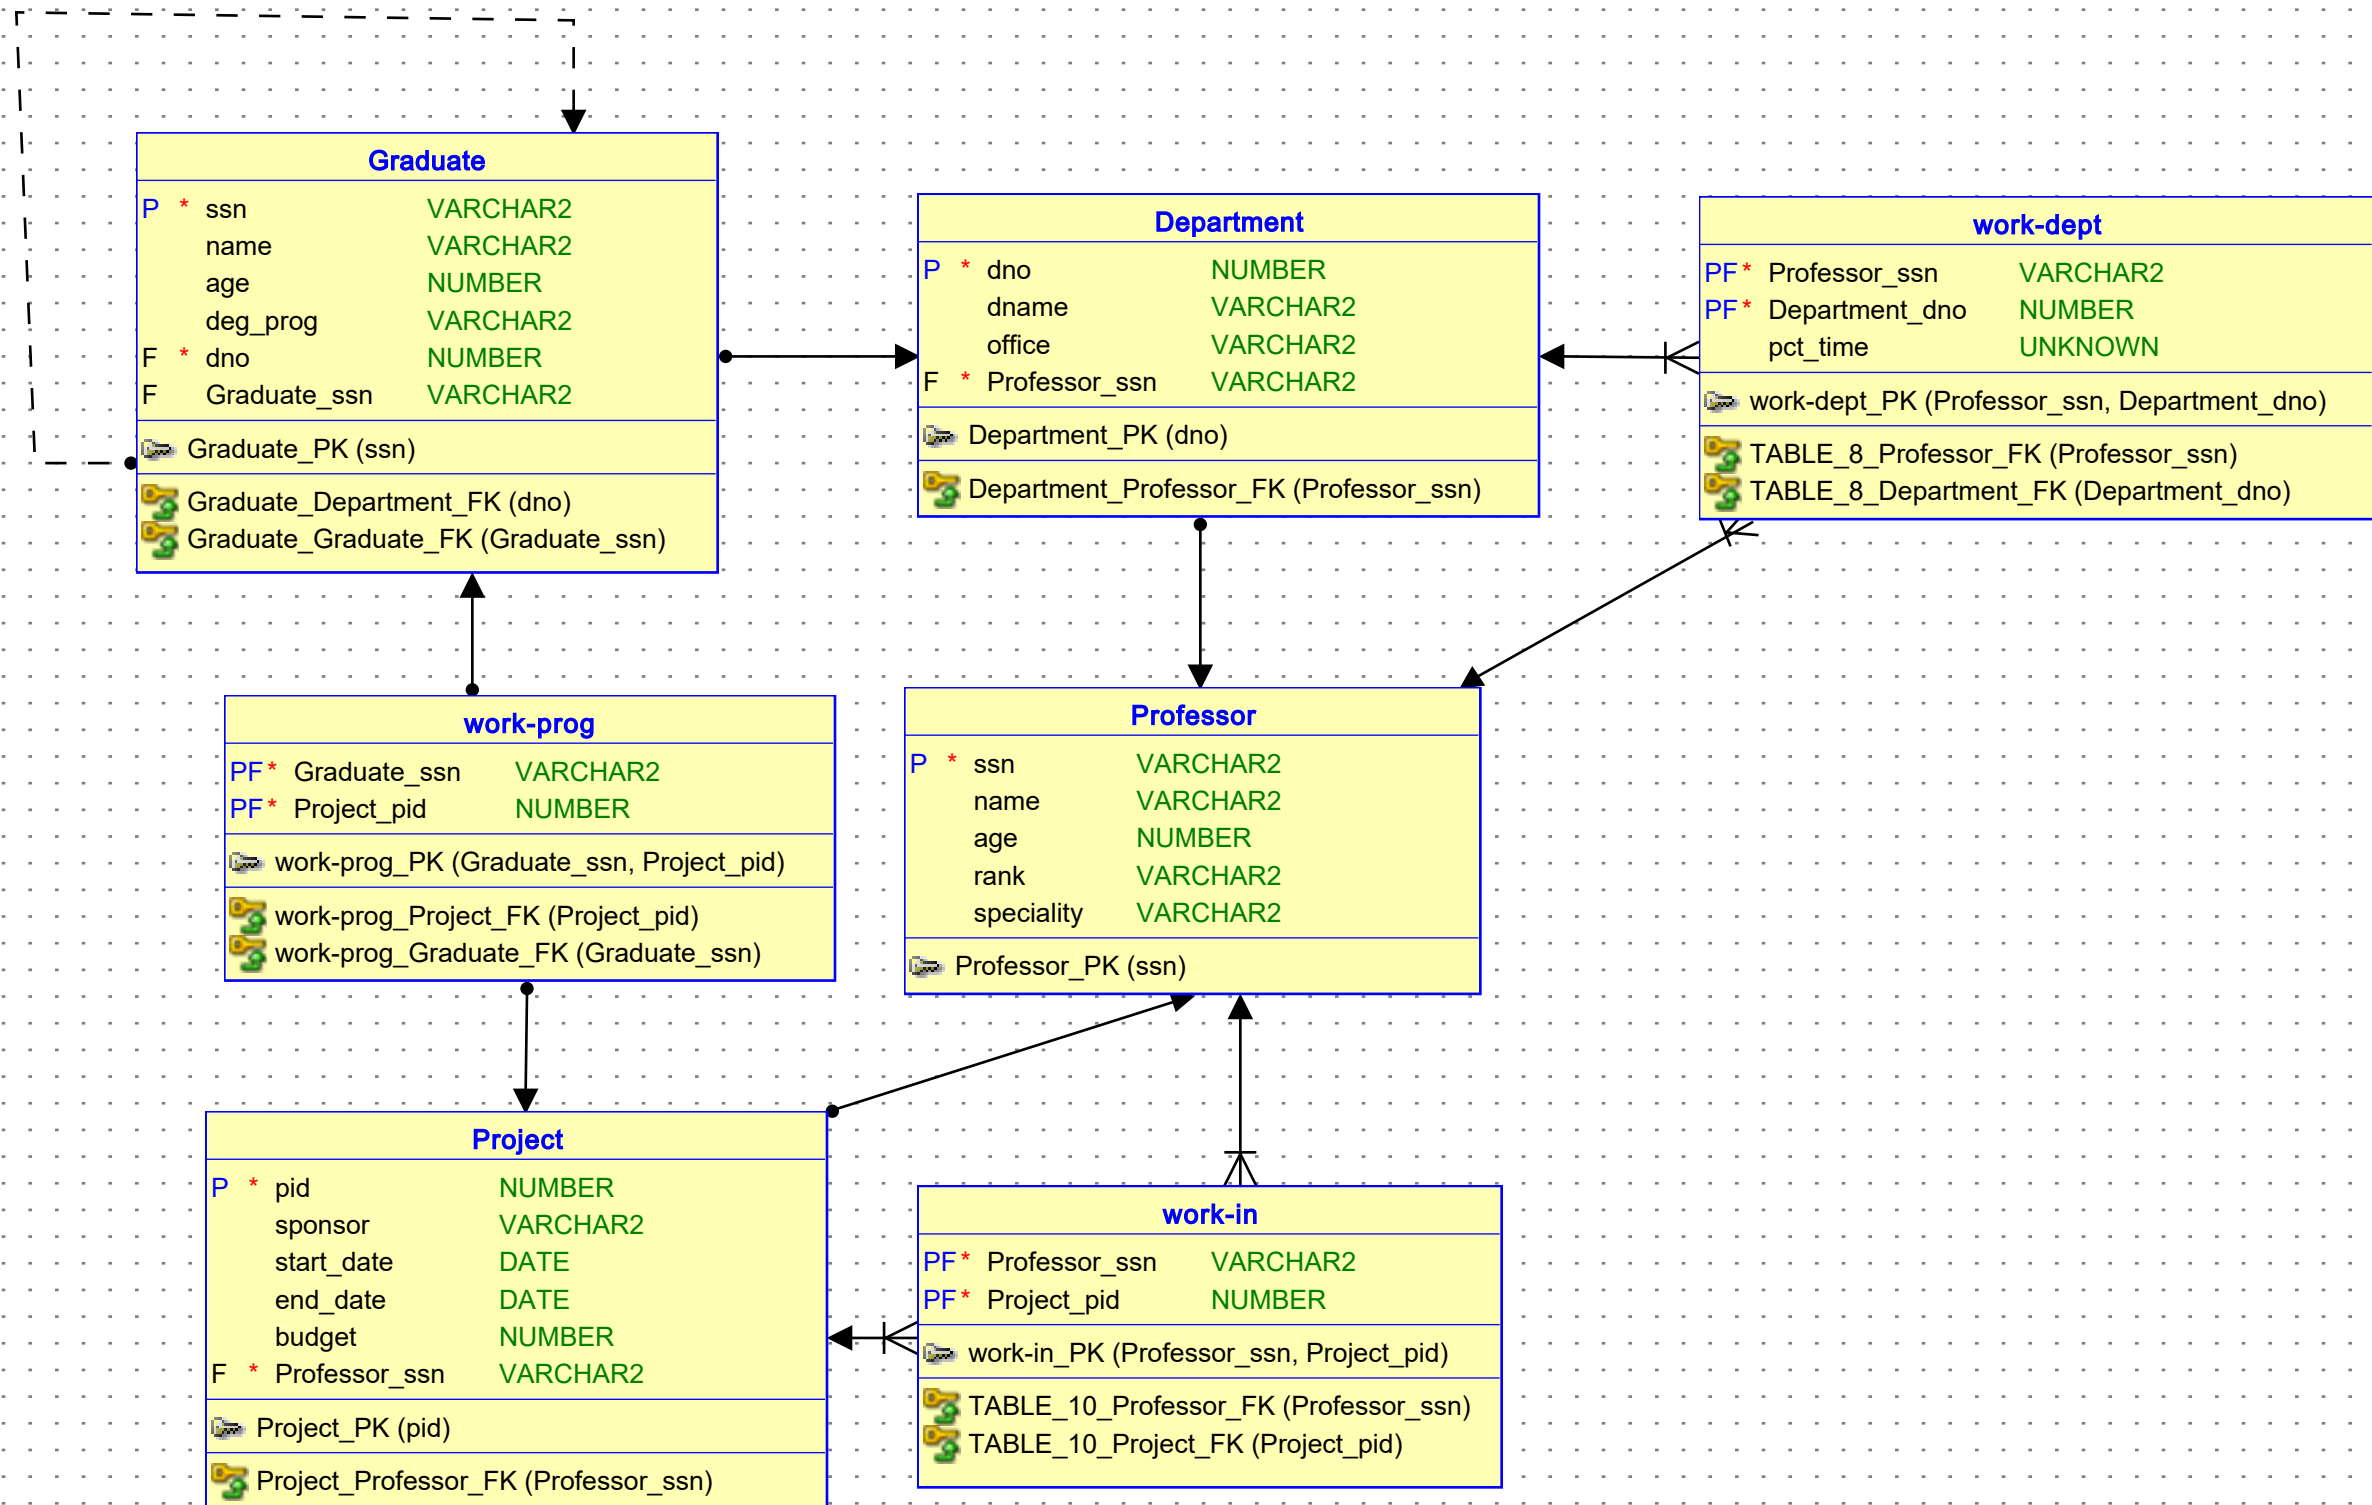 Graduate
P * ssn VARCHAR2
name VARCHAR2
age NUMBER
deg_prog VARCHAR2
F * dno NUMBER
F Graduate_ssn VARCHAR2
Graduate_PK (ssn)
Graduate_Department_FK (dno)
Graduate_Graduate_FK (Graduate_ssn)
Department
P * dno NUMBER
dname VARCHAR2
office VARCHAR2
F * Professor_ssn VARCHAR2
Department_PK (dno)
Department_Professor_FK (Professor_ssn)
work-dept
PF* Professor_ssn VARCHAR2
PF* Department_dno NUMBER
pct_time UNKNOWN
work-dept_PK (Professor_ssn, Department_dno)
TABLE_8_Professor_FK (Professor_ssn)
TABLE_8_Department_FK (Department_dno)
work-prog
PF* Graduate_ssn VARCHAR2
PF* Project_pid NUMBER
work-prog_PK (Graduate_ssn, Project_pid)
work-prog_Project_FK (Project_pid)
work-prog_Graduate_FK (Graduate_ssn)
Professor
P * ssn VARCHAR2
name VARCHAR2
age NUMBER
rank VARCHAR2
speciality VARCHAR2
Professor_PK (ssn)
Project
P * pid NUMBER
sponsor VARCHAR2
start_date DATE
end_date DATE
budget NUMBER
F * Professor_ssn VARCHAR2
Project_PK (pid)
Project_Professor_FK (Professor_ssn)
work-in
PF* Professor_ssn VARCHAR2
PF* Project_pid NUMBER
work-in_PK (Professor_ssn, Project_pid)
TABLE_10_Professor_FK (Professor_ssn)
TABLE_10_Project_FK (Project_pid)